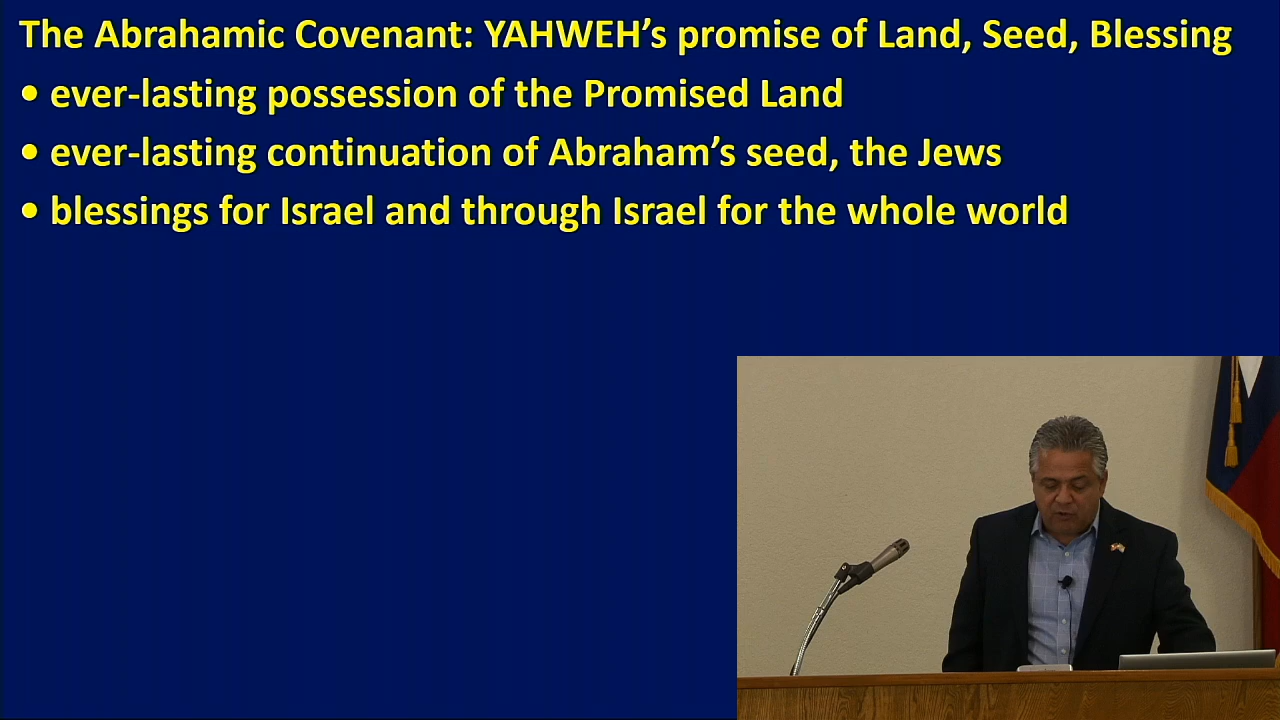 The Abrahamic Covenant: YAHWEH’s promise of Land, Seed, Blessing
• ever-lasting possession of the Promised Land
• ever-lasting continuation of Abraham’s seed, the Jews
• blessings for Israel and through Israel for the whole world